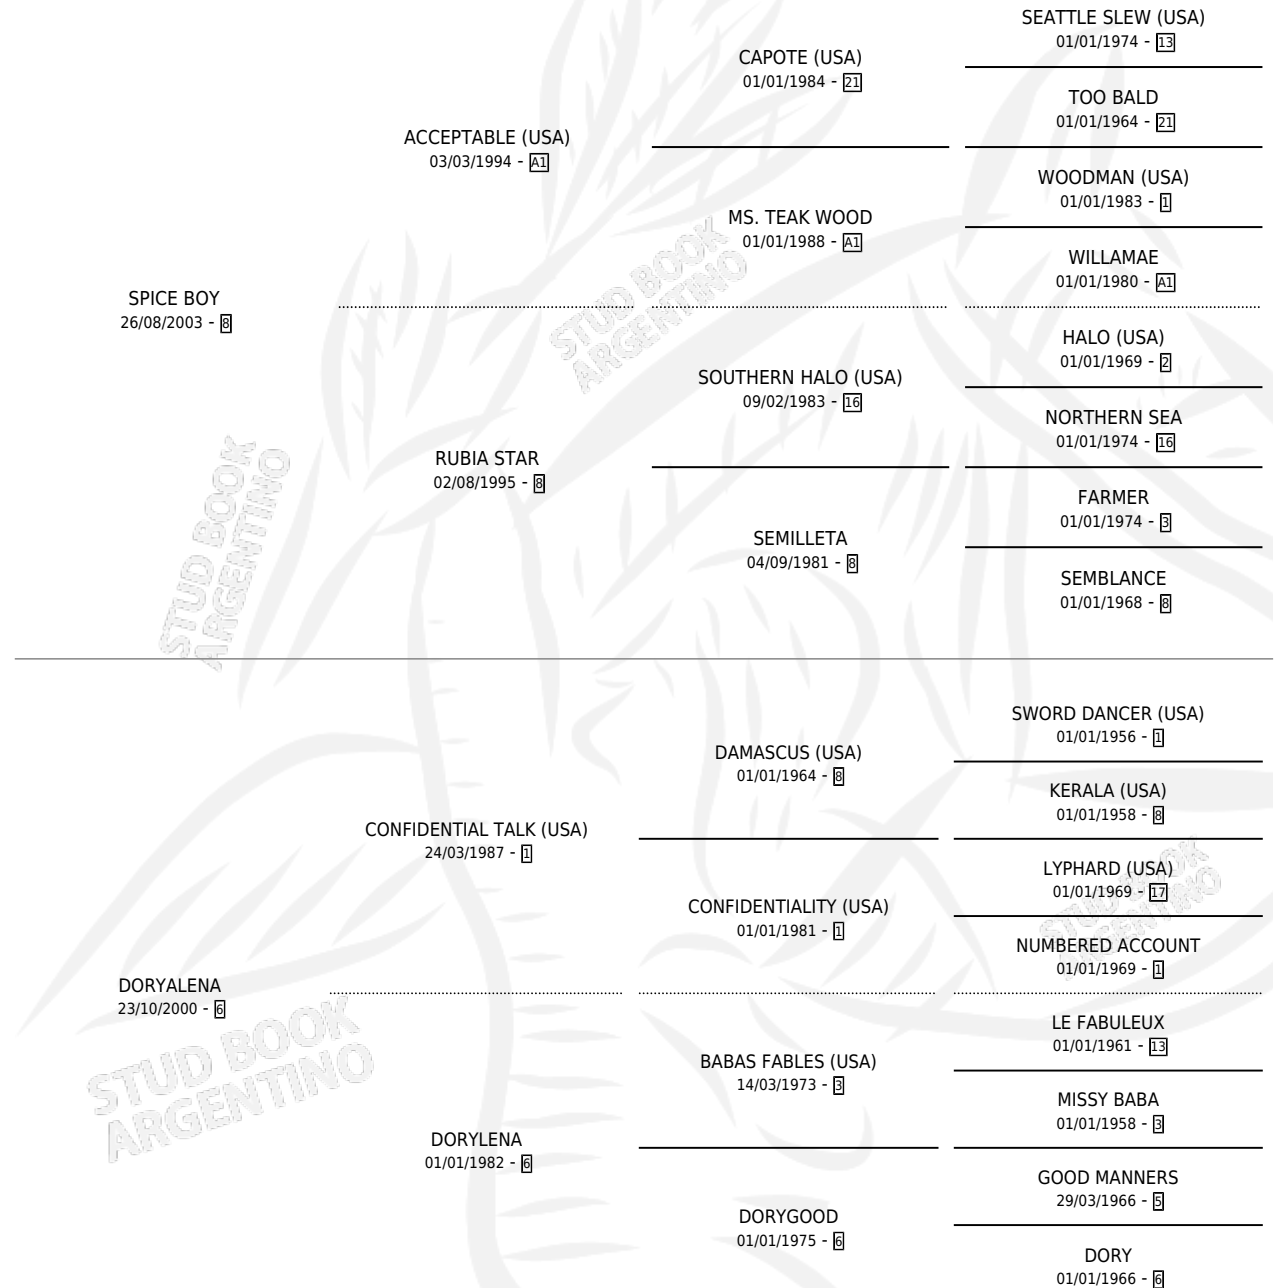 SEATTLE SLEW (USA)
01/01/1974 - 13
CAPOTE (USA)
01/01/1984 - 21
TOO BALD
01/01/1964 - 21
ACCEPTABLE (USA)
03/03/1994 - A1
WOODMAN (USA)
01/01/1983 - 1
MS. TEAK WOOD
01/01/1988 - A1
WILLAMAE
01/01/1980 - A1
SPICE BOY
26/08/2003 - 8
HALO (USA)
01/01/1969 - 2
SOUTHERN HALO (USA)
09/02/1983 - 16
NORTHERN SEA
01/01/1974 - 16
RUBIA STAR
02/08/1995 - 8
FARMER
01/01/1974 - 3
SEMILLETA
04/09/1981 - 8
SEMBLANCE
01/01/1968 - 8
SWORD DANCER (USA)
01/01/1956 - 1
DAMASCUS (USA)
01/01/1964 - 8
KERALA (USA)
01/01/1958 - 8
CONFIDENTIAL TALK (USA)
24/03/1987 - 1
LYPHARD (USA)
01/01/1969 - 17
CONFIDENTIALITY (USA)
01/01/1981 - 1
NUMBERED ACCOUNT
01/01/1969 - 1
DORYALENA
23/10/2000 - 6
LE FABULEUX
01/01/1961 - 13
BABAS FABLES (USA)
14/03/1973 - 3
MISSY BABA
01/01/1958 - 3
DORYLENA
01/01/1982 - 6
GOOD MANNERS
29/03/1966 - 5
DORYGOOD
01/01/1975 - 6
DORY
01/01/1966 - 6
STUD BOOK
ARGENTINO
STUD BOOK
ARGENTINO
STUD BOOK
ARGENTINO
STUD BOOK
ARGENTINO